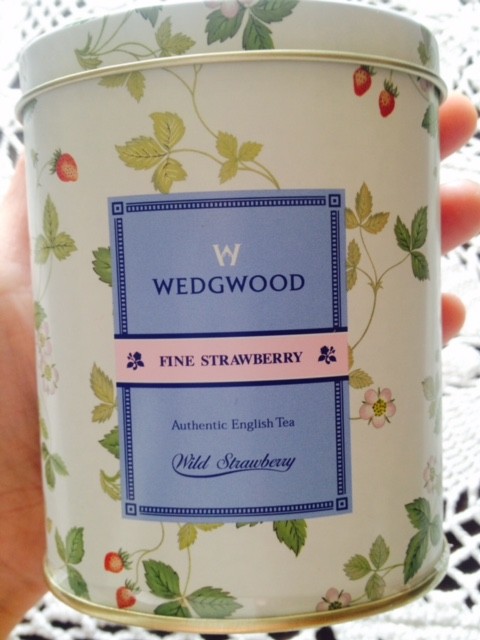 W
WEDGWOOD
FINE STRAWBERRY
Authentic English Tea
Wild Strawberry